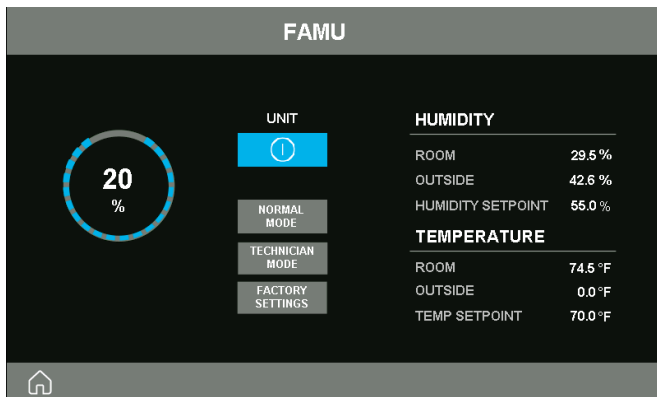 FAMU
20
%
UNIT
NORMAL
MODE
TECHNICIAN
MODE
FACTORY
SETTINGS
HUMIDITY
ROOM 29.5 %
OUTSIDE 42.6 %
HUMIDITY SETPOINT 55.0 %
TEMPERATURE
ROOM 74.5 °F
OUTSIDE 0.0 °F
TEMP SETPOINT 70.0 °F